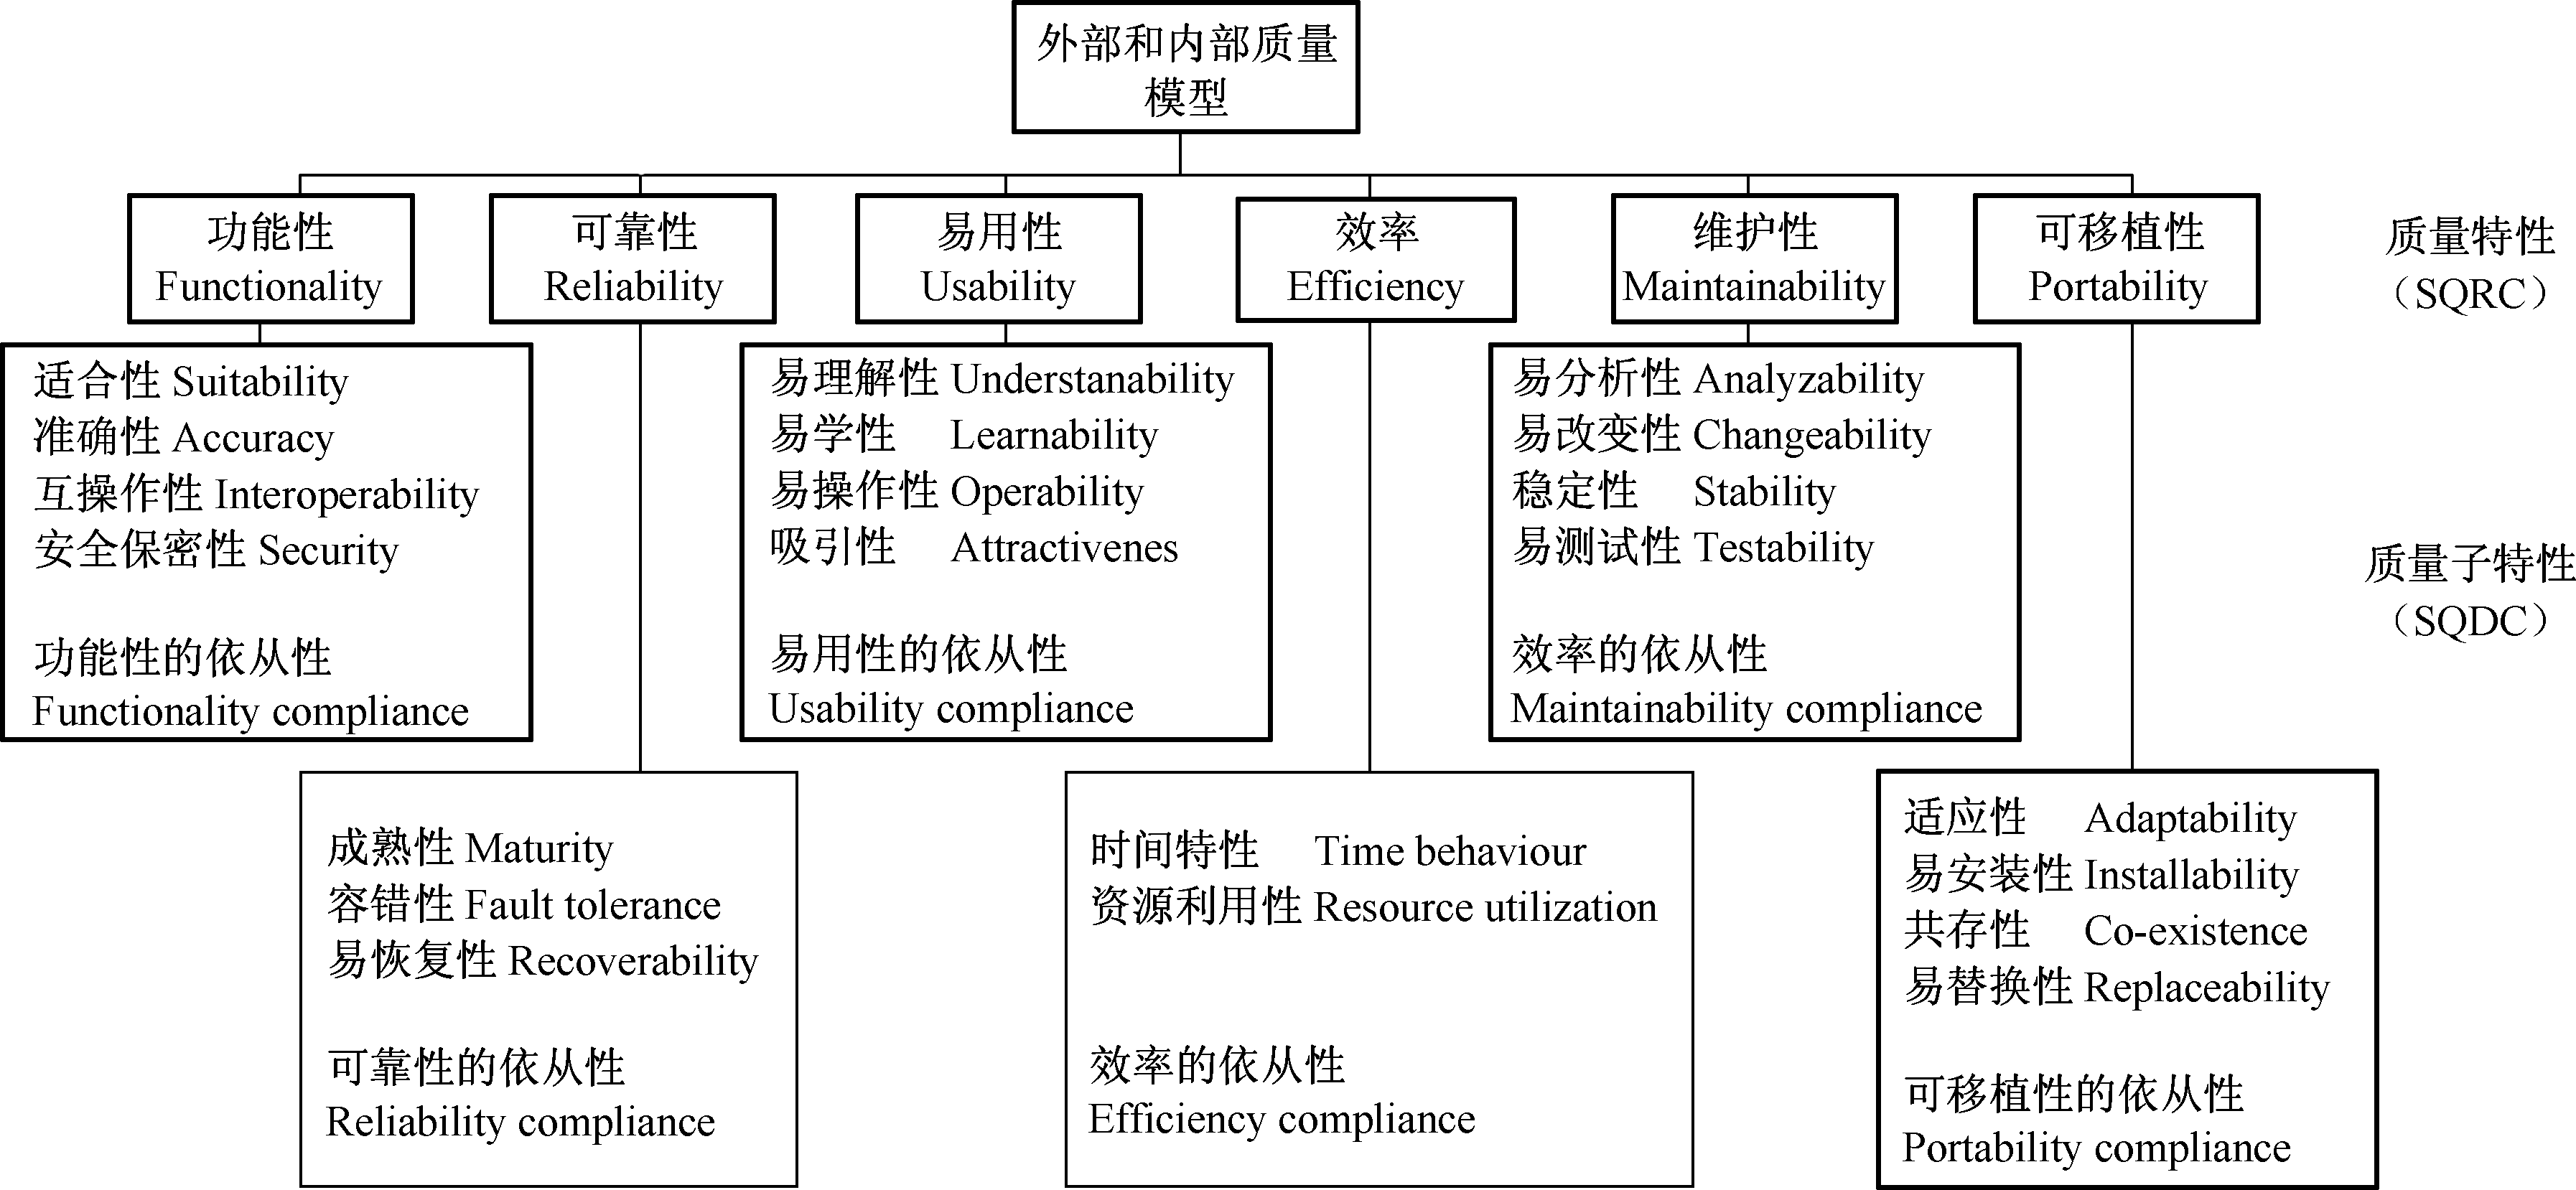 外部和内部质量
模型
功能性
Functionality
可靠性
Reliability
易用性
Usability
效率
Efficiency
维护性
Maintainability
可移植性
Portability
质量特性
（SQRC）
适合性 Suitability
准确性 Accuracy
互操作性 Interoperability
安全保密性 Security
功能性的依从性
Functionality compliance
易理解性 Understanability
易学性 Learnability
易操作性 Operability
吸引性 Attractivenes
易用性的依从性
Usability compliance
易分析性 Analyzability
易改变性 Changeability
稳定性 Stability
易测试性 Testability
效率的依从性
Maintainability compliance
质量子特性
（SQDC）
成熟性 Maturity
容错性 Fault tolerance
易恢复性 Recoverability
可靠性的依从性
Reliability compliance
时间特性 Time behaviour
资源利用性 Resource utilization
效率的依从性
Efficiency compliance
适应性 Adaptability
易安装性 Installability
共存性 Co-existence
易替换性 Replaceability
可移植性的依从性
Portability compliance